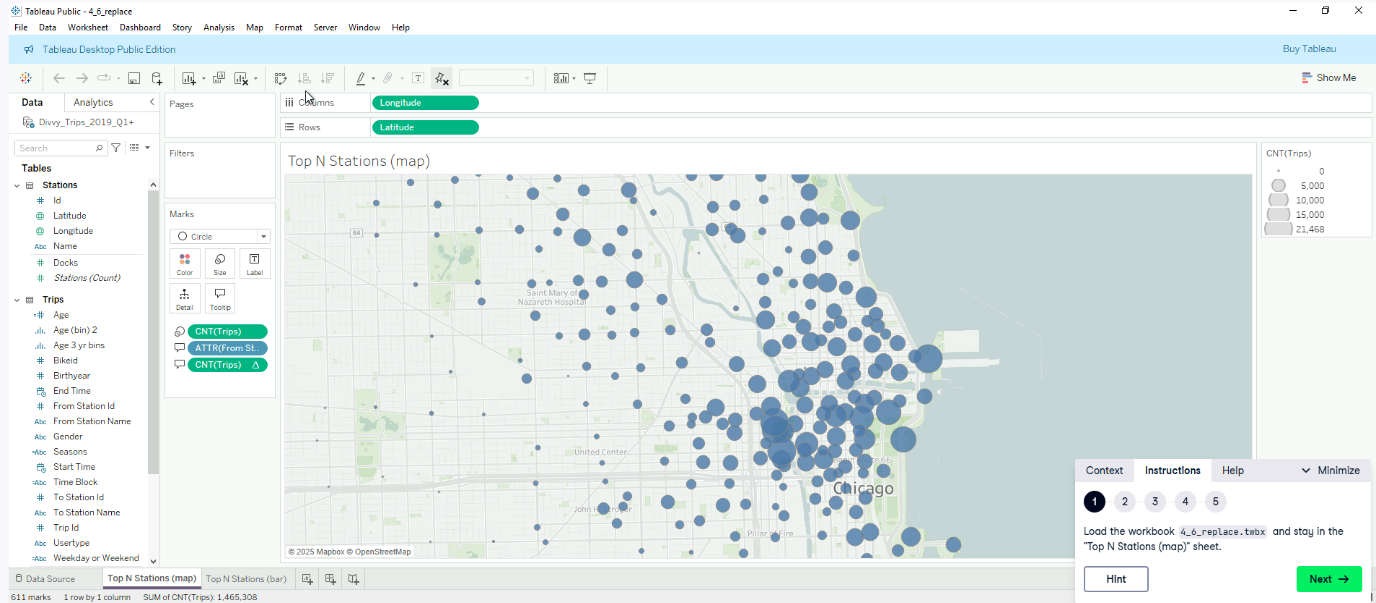 Tableau Public - 4_6_replace
File Data Worksheet Dashboard Story Analysis Map Format Server Window Help
Tableau Desktop Public Edition
Buy Tableau
Show Me
Data Analytics
Divvy_Trips_2019_Q1+
Search
Tables
Stations
Id
Latitude
Longitude
Name
Docks
Stations (Count)
Trips
Age
Age (bin) 2
Age 3 yr bins
Bikeid
Birthyear
End Time
From Station Id
From Station Name
Gender
Seasons
Start Time
Time Block
To Station Id
To Station Name
Trip Id
Usertype
Weekday or Weekend
Pages
Filters
Marks
Circle
Color Size Label
Detail Tooltip
CNT(Trips)
ATTR(From St..
CNT(Trips) Δ
Columns Longitude
Rows Latitude
Top N Stations (map)
64
Saint Mary of
Nazareth Hospital
United Center
Chicago
© 2025 Mapbox © OpenStreetMap
CNT(Trips)
0
5,000
10,000
15,000
21,468
Context Instructions Help Minimize
1 2 3 4 5
Load the workbook 4_6_replace.twbx and stay in the
"Top N Stations (map)" sheet.
Hint Next
Data Source Top N Stations (map) Top N Stations (bar)
611 marks 1 row by 1 column SUM of CNT(Trips): 1,465,308